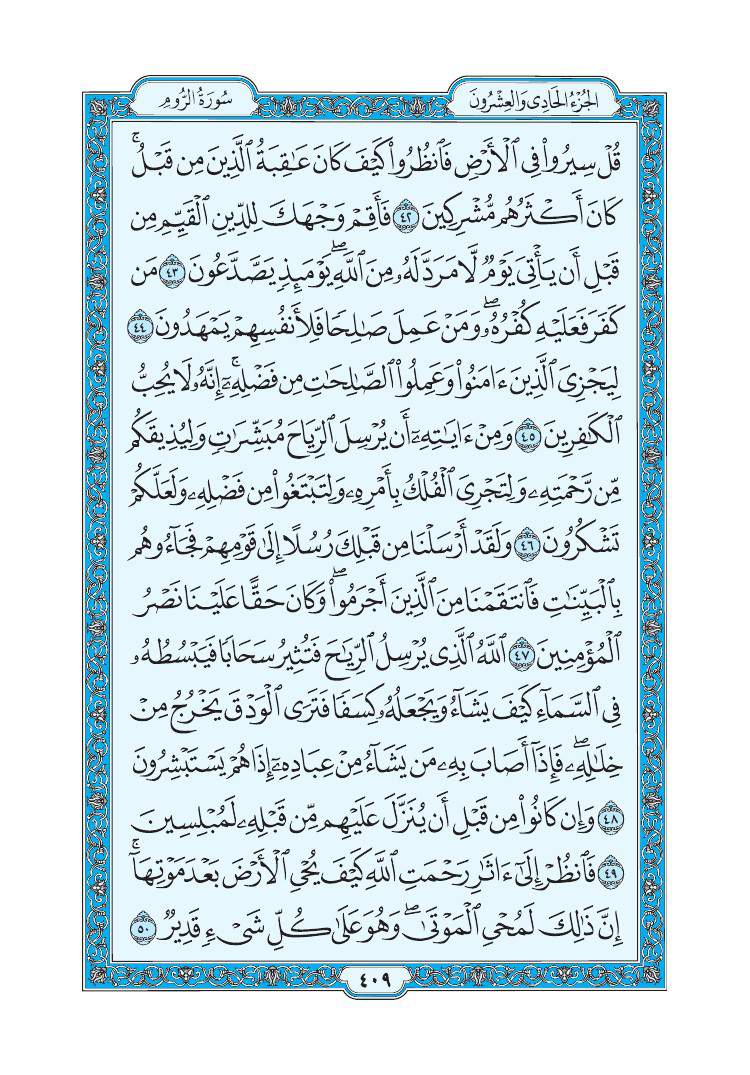 الجُزْءُ الحَادِي وَالعِشْرُونَ
سُورَةُ الرُّومِ
قُلْ سِيرُوا۟ فِى ٱلْأَرْضِ فَٱنظُرُوا۟ كَيْفَ كَانَ عَـٰقِبَةُ ٱلَّذِينَ مِن قَبْلُ ۚ
كَانَ أَكْثَرُهُم مُّشْرِكِينَ ٤٢ فَأَقِمْ وَجْهَكَ لِلدِّينِ ٱلْقَيِّمِ مِن
قَبْلِ أَن يَأْتِىَ يَوْمٌ لَّا مَرَدَّ لَهُۥ مِنَ ٱللَّهِ ۖ يَوْمَئِذٍ يَصَّدَّعُونَ ٤٣ مَن
كَفَرَ فَعَلَيْهِ كُفْرُهُۥ ۖ وَمَنْ عَمِلَ صَـٰلِحًا فَلِأَنفُسِهِمْ يَمْهَدُونَ ٤٤
لِيَجْزِىَ ٱلَّذِينَ ءَامَنُوا۟ وَعَمِلُوا۟ ٱلصَّـٰلِحَـٰتِ مِن فَضْلِهِۦٓ ۚ إِنَّهُۥ لَا يُحِبُّ
ٱلْكَـٰفِرِينَ ٤٥ وَمِنْ ءَايَـٰتِهِۦٓ أَن يُرْسِلَ ٱلرِّيَاحَ مُبَشِّرَٰتٍ وَلِيُذِيقَكُم
مِّن رَّحْمَتِهِۦ وَلِتَجْرِىَ ٱلْفُلْكُ بِأَمْرِهِۦ وَلِتَبْتَغُوا۟ مِن فَضْلِهِۦ وَلَعَلَّكُمْ
تَشْكُرُونَ ٤٦ وَلَقَدْ أَرْسَلْنَا مِن قَبْلِكَ رُسُلًا إِلَىٰ قَوْمِهِمْ فَجَآءُوهُم
بِٱلْبَيِّنَـٰتِ فَٱنتَقَمْنَا مِنَ ٱلَّذِينَ أَجْرَمُوا۟ ۖ وَكَانَ حَقًّا عَلَيْنَا نَصْرُ
ٱلْمُؤْمِنِينَ ٤٧ ٱللَّهُ ٱلَّذِى يُرْسِلُ ٱلرِّيَـٰحَ فَتُثِيرُ سَحَابًا فَيَبْسُطُهُۥ
فِى ٱلسَّمَآءِ كَيْفَ يَشَآءُ وَيَجْعَلُهُۥ كِسَفًا فَتَرَى ٱلْوَدْقَ يَخْرُجُ مِنْ
خِلَـٰلِهِۦ ۖ فَإِذَآ أَصَابَ بِهِۦ مَن يَشَآءُ مِنْ عِبَادِهِۦٓ إِذَا هُمْ يَسْتَبْشِرُونَ
٤٨ وَإِن كَانُوا۟ مِن قَبْلِ أَن يُنَزَّلَ عَلَيْهِم مِّن قَبْلِهِۦ لَمُبْلِسِينَ
٤٩ فَٱنظُرْ إِلَىٰٓ ءَاثَـٰرِ رَحْمَتِ ٱللَّهِ كَيْفَ يُحْىِ ٱلْأَرْضَ بَعْدَ مَوْتِهَآ ۚ
إِنَّ ذَٰلِكَ لَمُحْىِ ٱلْمَوْتَىٰ ۖ وَهُوَ عَلَىٰ كُلِّ شَىْءٍ قَدِيرٌ ٥٠
٤٠٩